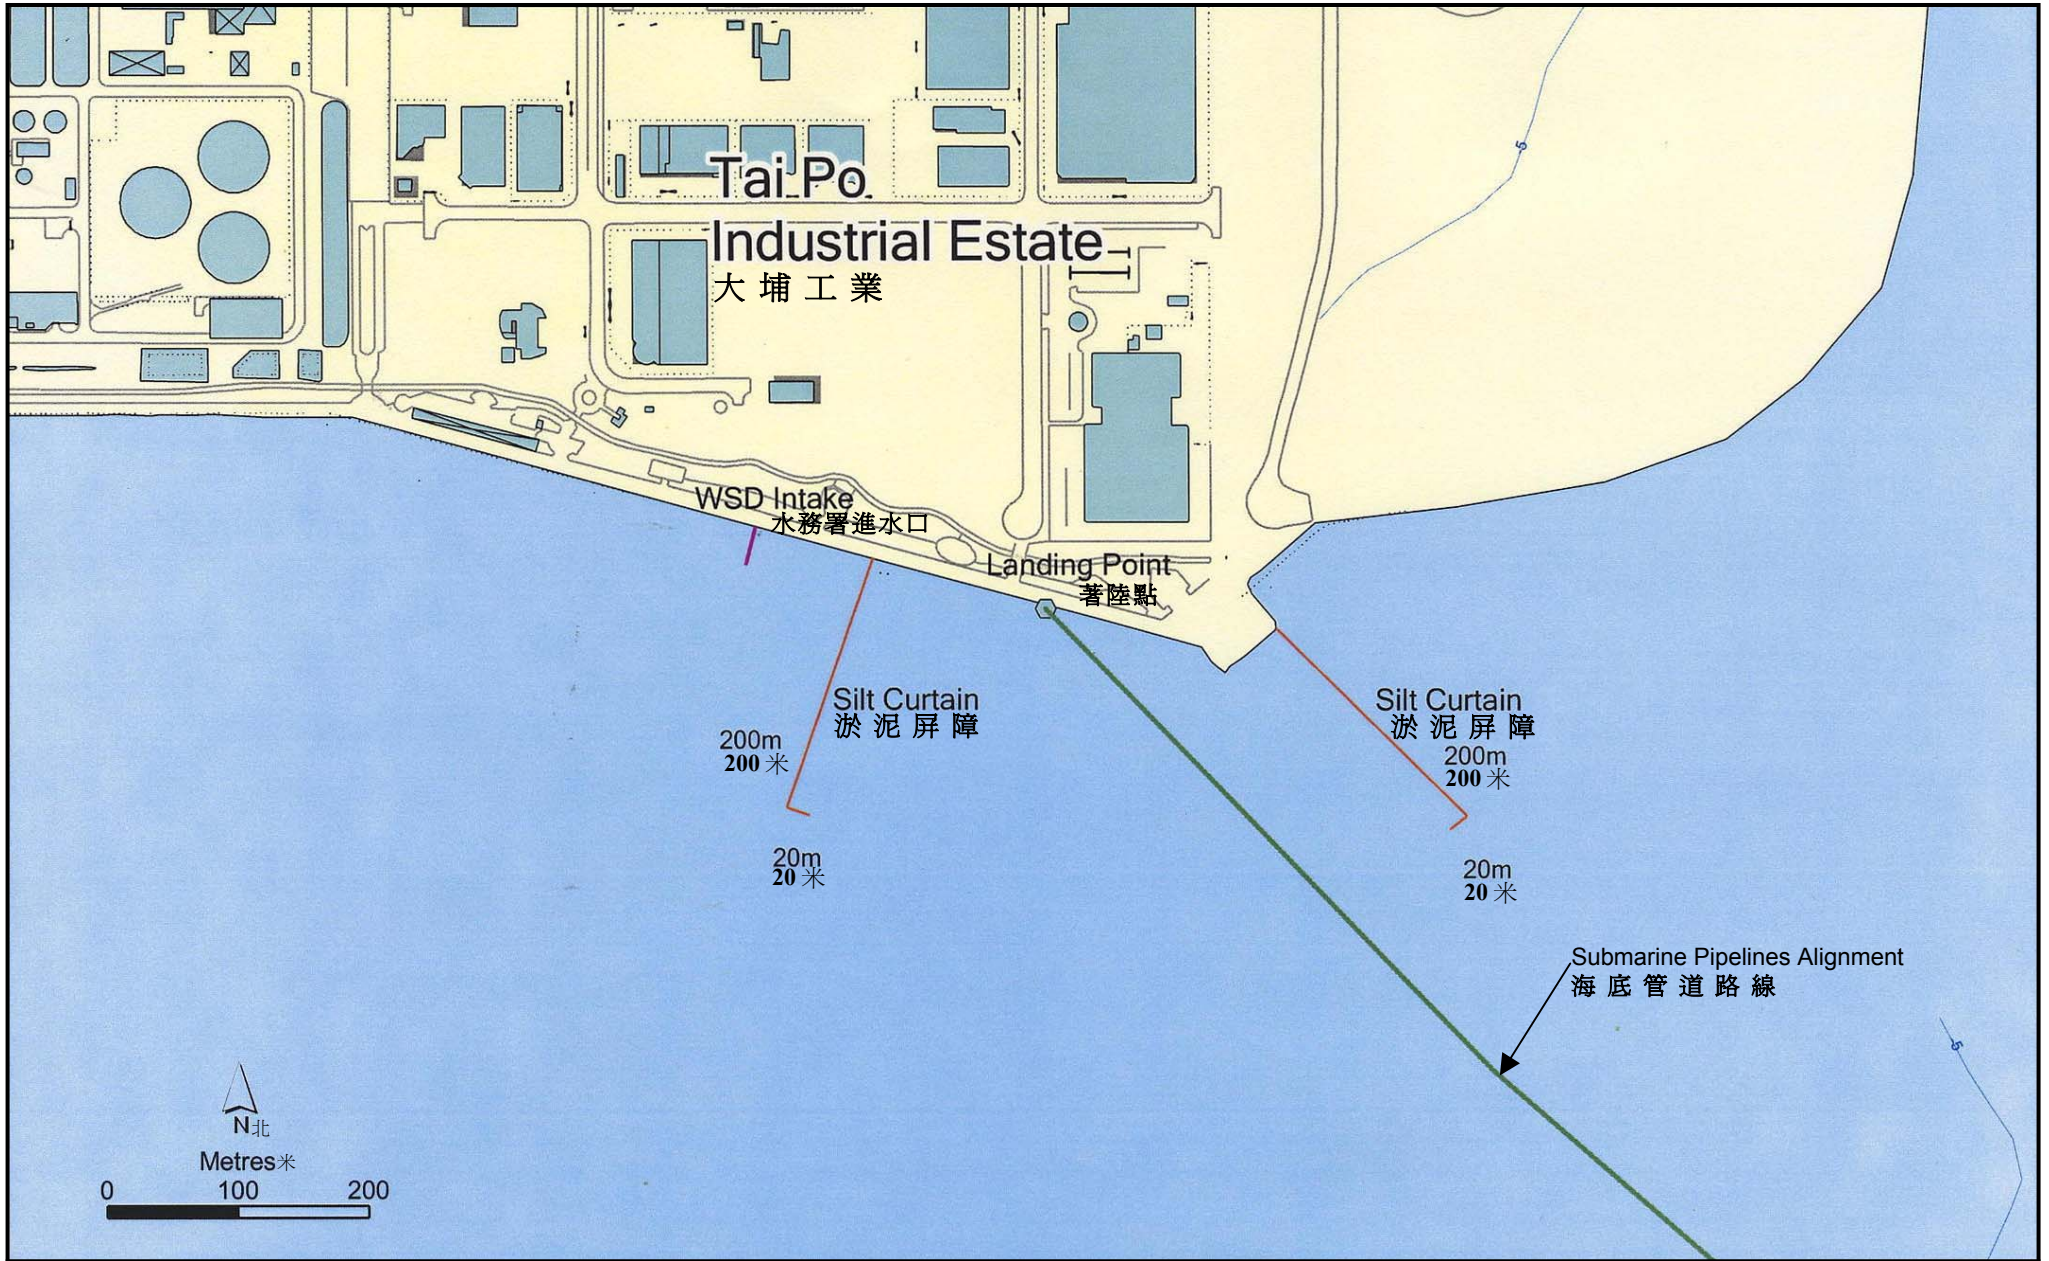 Tai Po
Industrial Estate
大埔工業
WSD Intake
水務署進水口
Landing Point
著陸點
Silt Curtain
淤泥屏障
200m
200 米
20m
20 米
Silt Curtain
淤泥屏障
200m
200 米
20m
20 米
Submarine Pipelines Alignment
海底管道路線
-5
-5
N北
Metres米
0 100 200